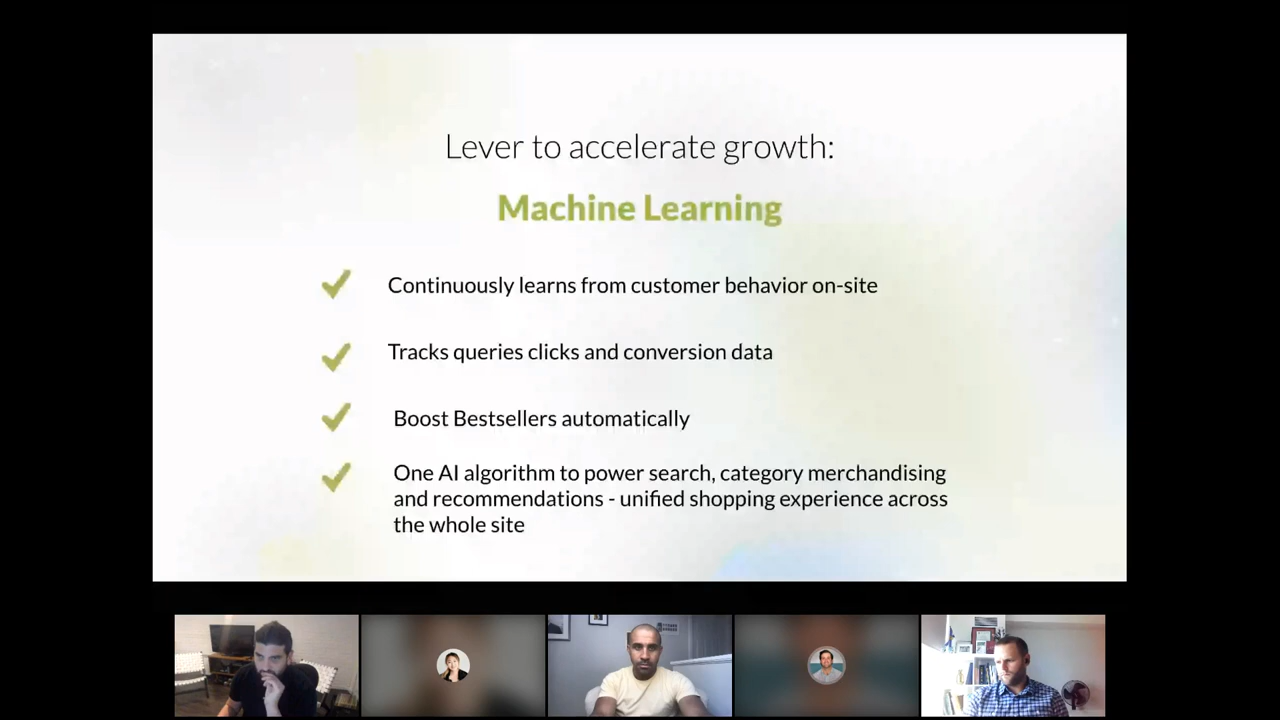 Lever to accelerate growth:
Machine Learning
Continuously learns from customer behavior on-site
Tracks queries clicks and conversion data
Boost Bestsellers automatically
One AI algorithm to power search, category merchandising
and recommendations - unified shopping experience across
the whole site